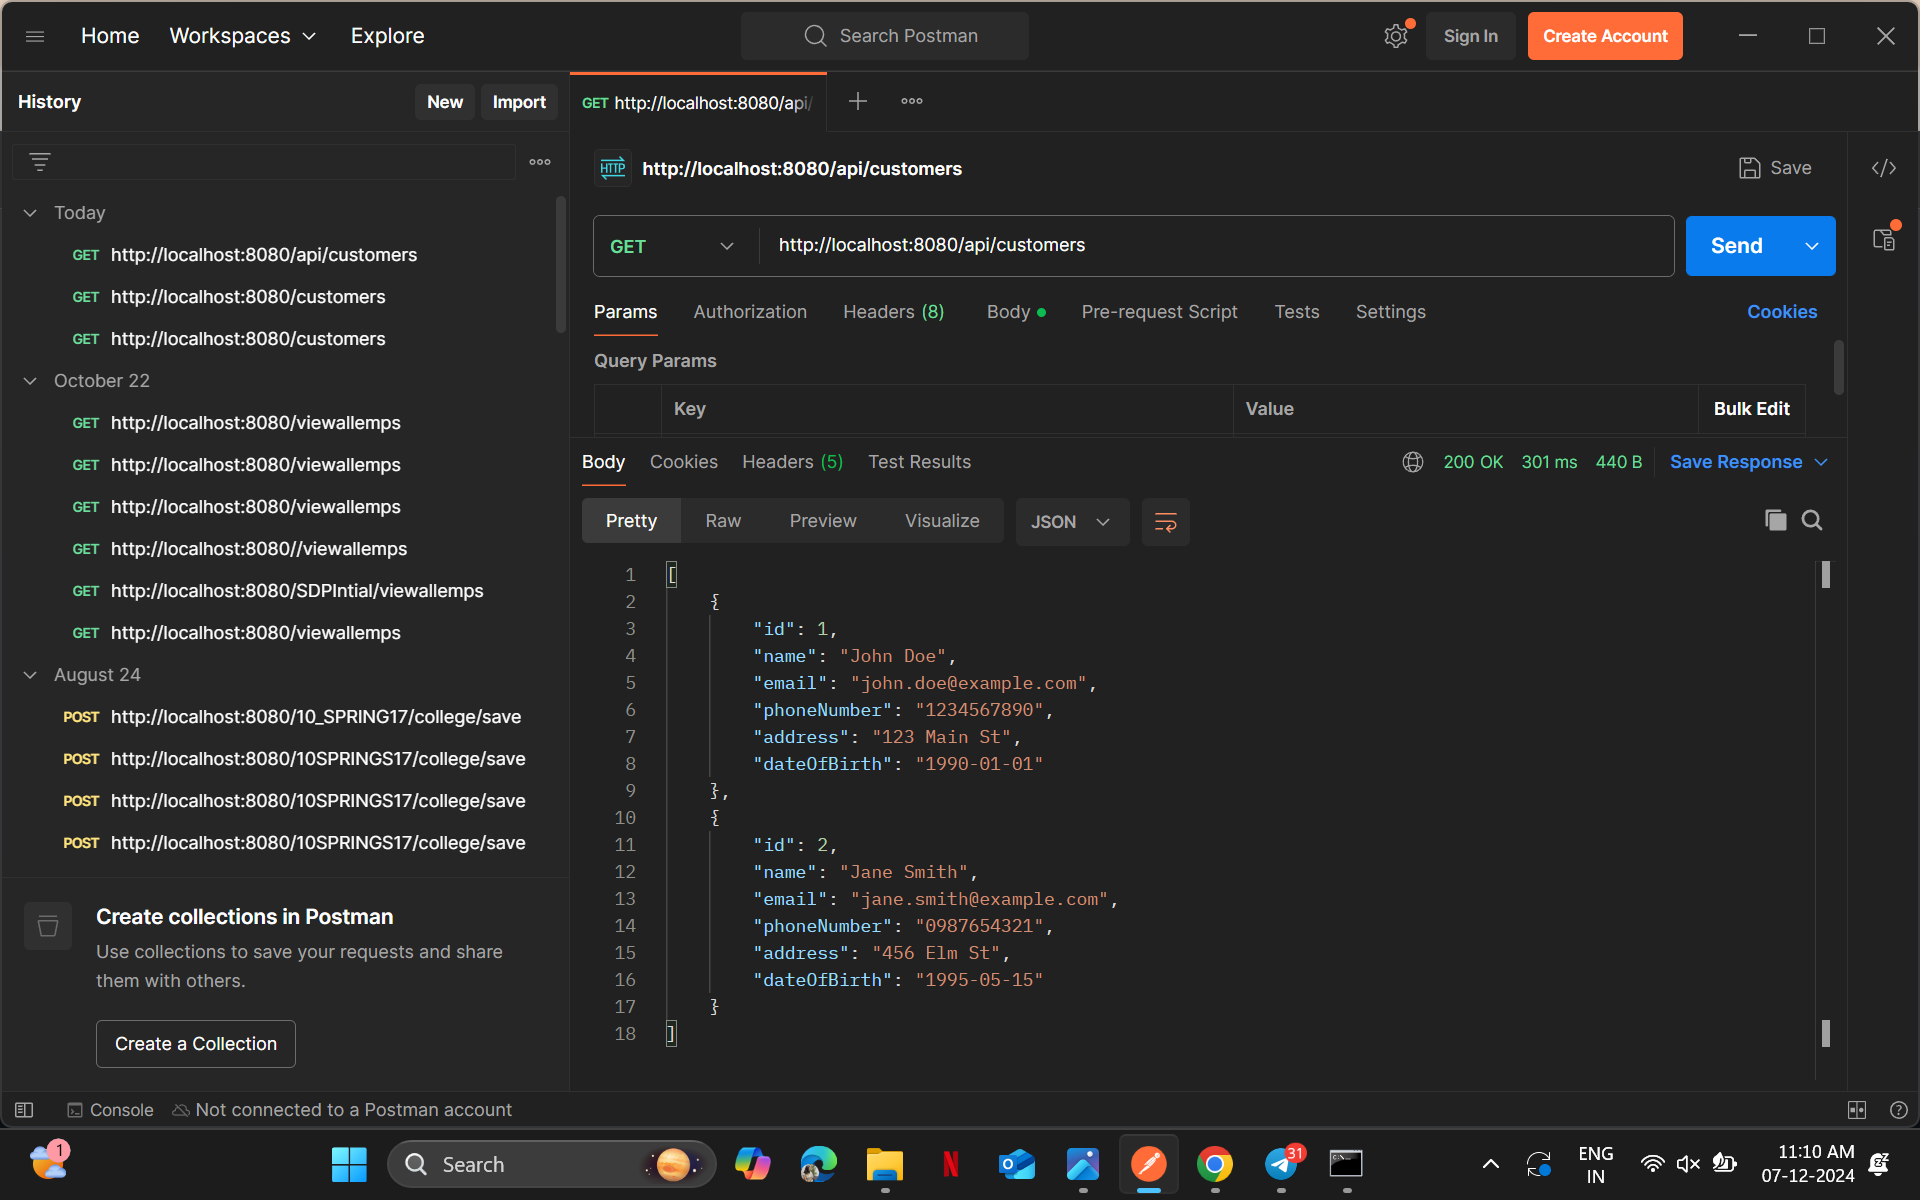 Home Workspaces Explore Search Postman Sign In Create Account
History New Import
GET http://localhost:8080/api/
HTTP http://localhost:8080/api/customers Save
Today
GET http://localhost:8080/api/customers
GET http://localhost:8080/customers
GET http://localhost:8080/customers
October 22
GET http://localhost:8080/viewallemps
GET http://localhost:8080/viewallemps
GET http://localhost:8080/viewallemps
GET http://localhost:8080//viewallemps
GET http://localhost:8080/SDPIntial/viewallemps
GET http://localhost:8080/viewallemps
August 24
POST http://localhost:8080/10_SPRING17/college/save
POST http://localhost:8080/10SPRINGS17/college/save
POST http://localhost:8080/10SPRINGS17/college/save
POST http://localhost:8080/10SPRINGS17/college/save
Create collections in Postman
Use collections to save your requests and share
them with others.
Create a Collection
GET http://localhost:8080/api/customers Send
Params Authorization Headers (8) Body Pre-request Script Tests Settings Cookies
Query Params
Key Value Bulk Edit
Body Cookies Headers (5) Test Results 200 OK 301 ms 440 B Save Response
Pretty Raw Preview Visualize JSON
1 [
2 {
3 "id": 1,
4 "name": "John Doe",
5 "email": "john.doe@example.com",
6 "phoneNumber": "1234567890",
7 "address": "123 Main St",
8 "dateOfBirth": "1990-01-01"
9 },
10 {
11 "id": 2,
12 "name": "Jane Smith",
13 "email": "jane.smith@example.com",
14 "phoneNumber": "0987654321",
15 "address": "456 Elm St",
16 "dateOfBirth": "1995-05-15"
17 }
18 ]
Console Not connected to a Postman account
1 Search 31 ENG 11:10 AM
IN 07-12-2024